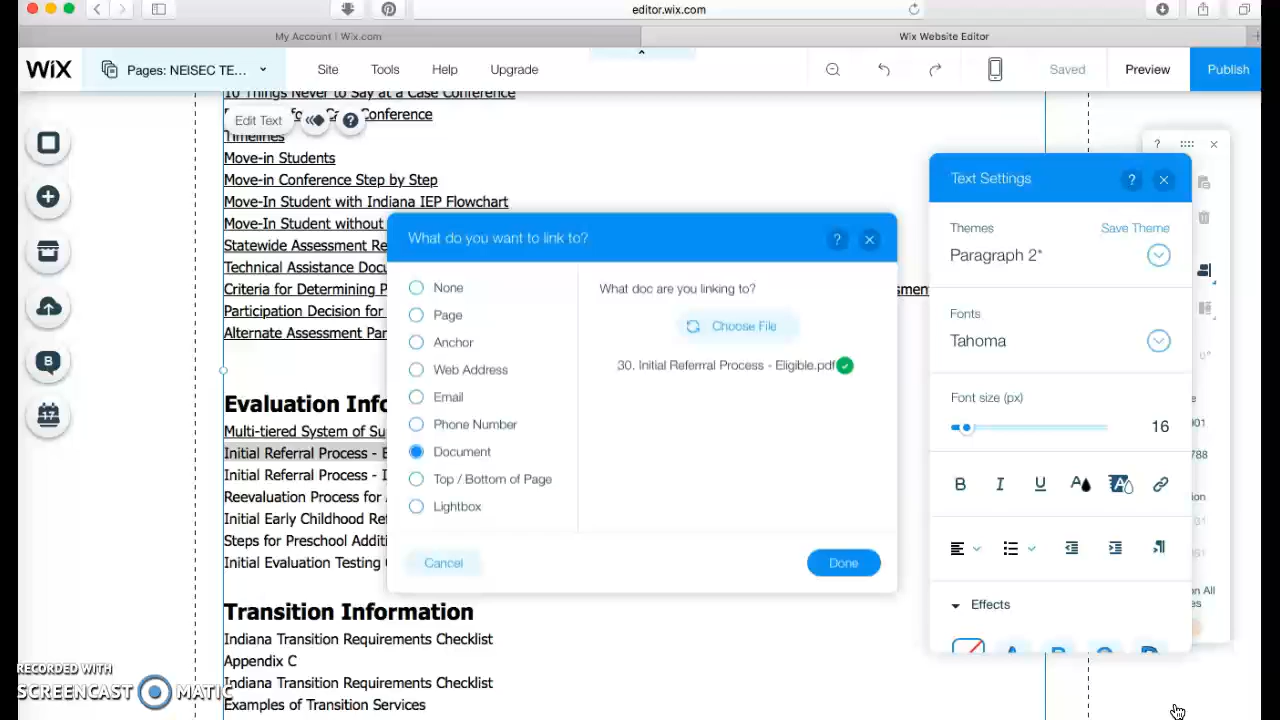 editor.wix.com
My Account | Wix.com
Wix Website Editor
WiX
Pages: NEISEC TE...
Site
Tools
Help
Upgrade
Saved
Preview
Publish
10 Things Never to Say at a Case Conference
Conference
Edit Text
?
Timelines
Move-in Students
Move-in Conference Step by Step
Move-In Student with Indiana IEP Flowchart
Move-In Student without
Statewide Assessment Re
Technical Assistance Docu
Criteria for Determining P
Participation Decision for
Alternate Assessment Par
Evaluation Info
Multi-tiered System of Su
Initial Referral Process - E
Initial Referral Process - I
Reevaluation Process for
Initial Early Childhood Ref
Steps for Preschool Additi
Initial Evaluation Testing
Transition Information
Indiana Transition Requirements Checklist
Appendix C
Indiana Transition Requirements Checklist
Examples of Transition Services
What do you want to link to?
?
None
Page
Anchor
Web Address
Email
Phone Number
Document
Top / Bottom of Page
Lightbox
What doc are you linking to?
Choose File
30. Initial Referral Process - Eligible.pdf
Cancel
Done
sment
?
Text Settings
?
Themes
Save Theme
Paragraph 2*
Fonts
Tahoma
Font size (px)
16
B I U A A
Effects
788
RECORDED WITH
SCREENCAST MATIC